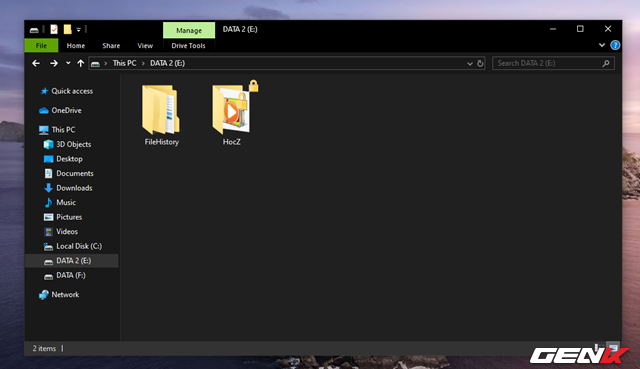 Manage
DATA 2 (E:)
File
Home
Share
View
Drive Tools
This PC
DATA 2 (E:)
Search DATA 2 (E:)
Quick access
OneDrive
This PC
3D Objects
Desktop
Documents
Downloads
Music
Pictures
Videos
Local Disk (C:)
DATA 2 (E:)
DATA (F:)
Network
FileHistory
HocZ
2 items
GENK